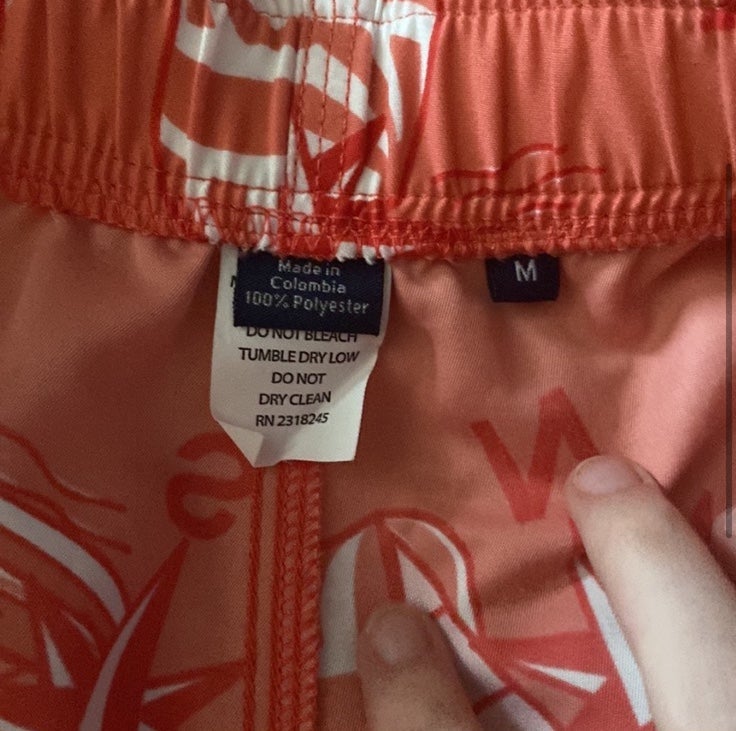 Made in
Colombia
100% Polyester
M
DO NOT BLEACH
TUMBLE DRY LOW
DO NOT
DRY CLEAN
RN 2318245
S
N